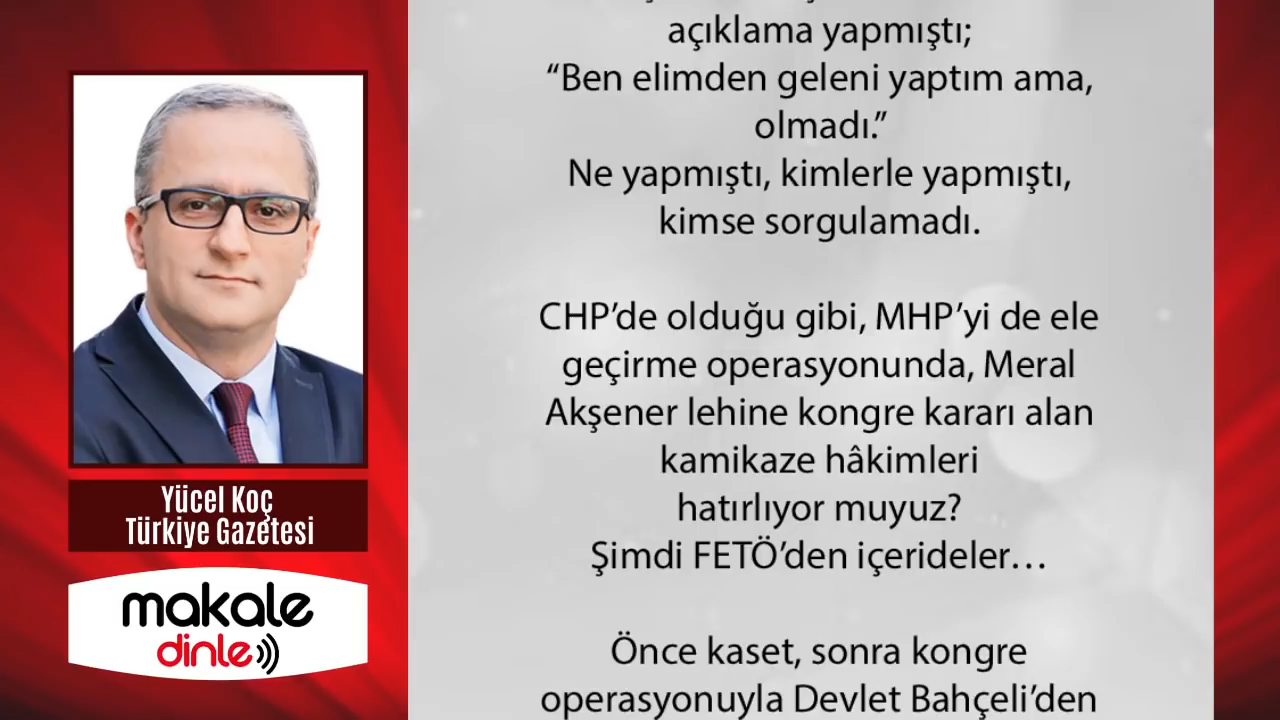 açıklama yapmıştı;
“Ben elimden geleni yaptım ama,
olmadı.”
Ne yapmıştı, kimlerle yapmıştı,
kimse sorgulamadı.
CHP’de olduğu gibi, MHP’yi de ele
geçirme operasyonunda, Meral
Akşener lehine kongre kararı alan
kamikaze hâkimleri
hatırlıyor muyuz?
Şimdi FETÖ’den içerideler…
Önce kaset, sonra kongre
operasyonuyla Devlet Bahçeli’den
Yücel Koç
Türkiye Gazetesi
makale
dinle